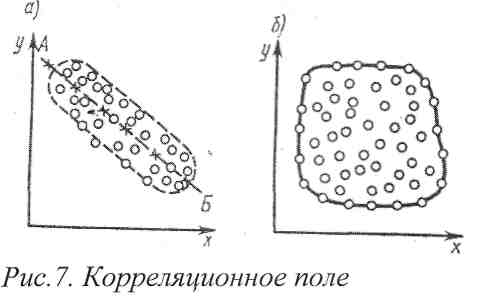 а)
y
А
Б
x
б)
y
x
Рис.7. Корреляционное поле